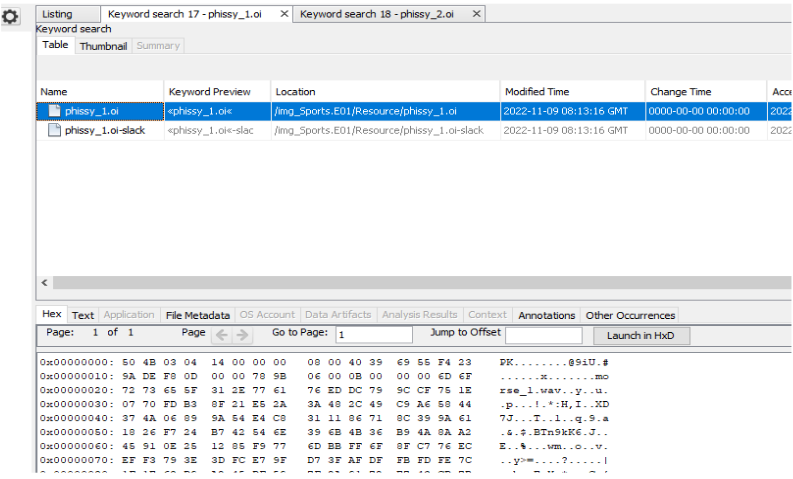 Listing Keyword search 17 - phissy_1.oi × Keyword search 18 - phissy_2.oi ×
Keyword search
Table Thumbnail Summary
Name Keyword Preview Location Modified Time Change Time Acce
phissy_1.oi «phissy_1.oi« /img_Sports.E01/Resource/phissy_1.oi 2022-11-09 08:13:16 GMT 0000-00-00 00:00:00 2022
phissy_1.oi-slack «phissy_1.oi«-slac /img_Sports.E01/Resource/phissy_1.oi-slack 2022-11-09 08:13:16 GMT 0000-00-00 00:00:00 2022
Hex Text Application File Metadata OS Account Data Artifacts Analysis Results Context Annotations Other Occurrences
Page: 1 of 1 Page Go to Page: 1 Jump to Offset Launch in HxD
0x00000000: 50 4B 03 04 14 00 00 00 08 00 40 39 69 55 F4 23 PK........@9iU.#
0x00000010: 9A DE F8 0D 00 00 78 9B 06 00 0B 00 00 00 6D 6F ......x.......mo
0x00000020: 72 73 65 5F 31 2E 77 61 76 ED DC 79 9C CF 75 1E rse_1.wav..y..u.
0x00000030: 07 70 FD B3 8F 21 E5 2A 3A 48 2C 49 C9 A6 58 44 .p...!.*:H,I..XD
0x00000040: 37 4A 06 89 9A 54 E4 C8 31 11 86 71 8C 39 9A 61 7J...T..1..q.9.a
0x00000050: 18 26 F7 24 B7 42 54 6E 39 6B 4B 36 B9 4A 8A A2 .&.$.BTn9kK6.J..
0x00000060: 45 91 0E 25 12 85 F9 77 6D BB FF 6F 8F C7 76 EC E..%...wm..o..v.
0x00000070: EF F3 79 3E 3D FC E7 9F D7 3F AF DF FB FD FE 7C ..y>=....?.....|